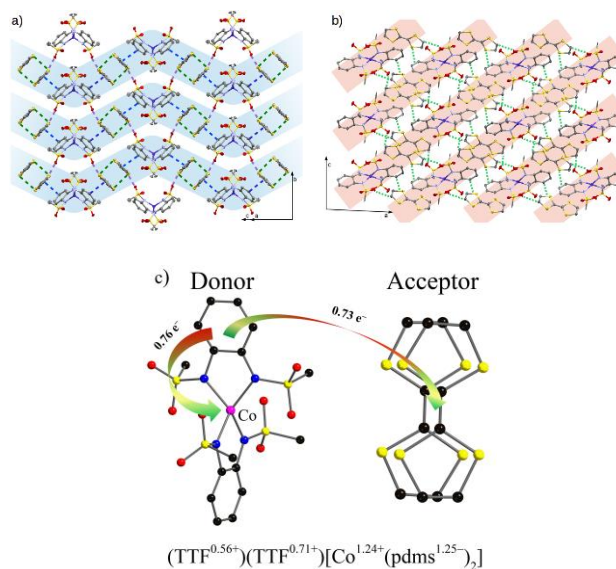 a)
b)
b
c
a
c
a
c)
Donor
Acceptor
0.76 e⁻
0.73 e⁻
Co
(TTF^0.56+)(TTF^0.71+)[Co^1.24+(pdms^1.25−)₂]